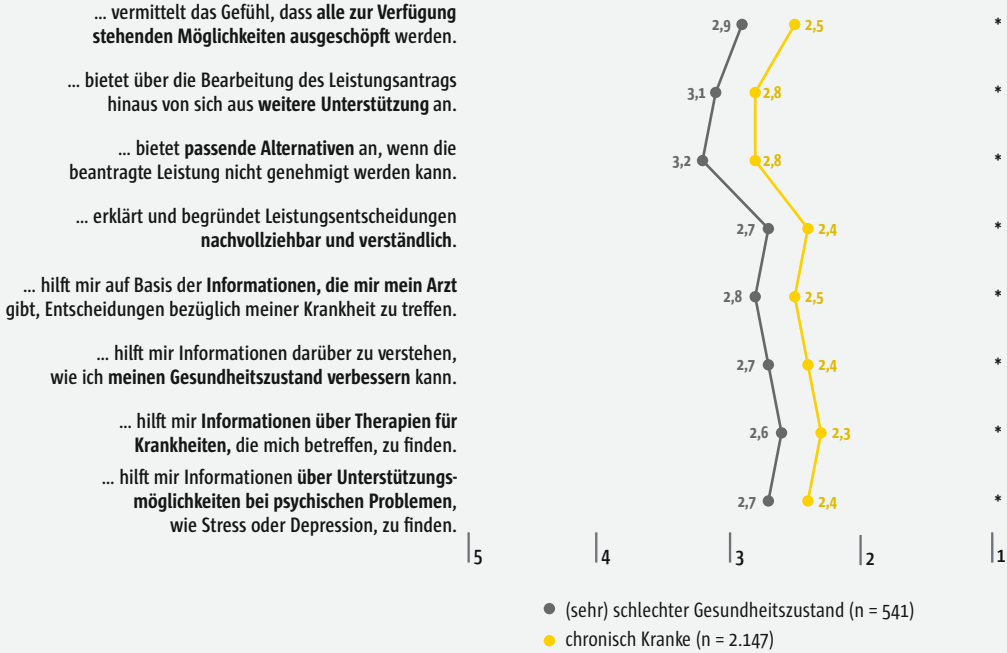 ... vermittelt das Gefühl, dass alle zur Verfügung
stehenden Möglichkeiten ausgeschöpft werden.
2,9
2,5
*
... bietet über die Bearbeitung des Leistungsantrags
hinaus von sich aus weitere Unterstützung an.
3,1
2,8
*
... bietet passende Alternativen an, wenn die
beantragte Leistung nicht genehmigt werden kann.
3,2
2,8
*
... erklärt und begründet Leistungsentscheidungen
nachvollziehbar und verständlich.
2,7
2,4
*
... hilft mir auf Basis der Informationen, die mir mein Arzt
gibt, Entscheidungen bezüglich meiner Krankheit zu treffen.
2,8
2,5
*
... hilft mir Informationen darüber zu verstehen,
wie ich meinen Gesundheitszustand verbessern kann.
2,7
2,4
*
... hilft mir Informationen über Therapien für
Krankheiten, die mich betreffen, zu finden.
2,6
2,3
*
... hilft mir Informationen über Unterstützungs-
möglichkeiten bei psychischen Problemen,
wie Stress oder Depression, zu finden.
2,7
2,4
*
5
4
3
2
1
(sehr) schlechter Gesundheitszustand (n = 541)
chronisch Kranke (n = 2.147)